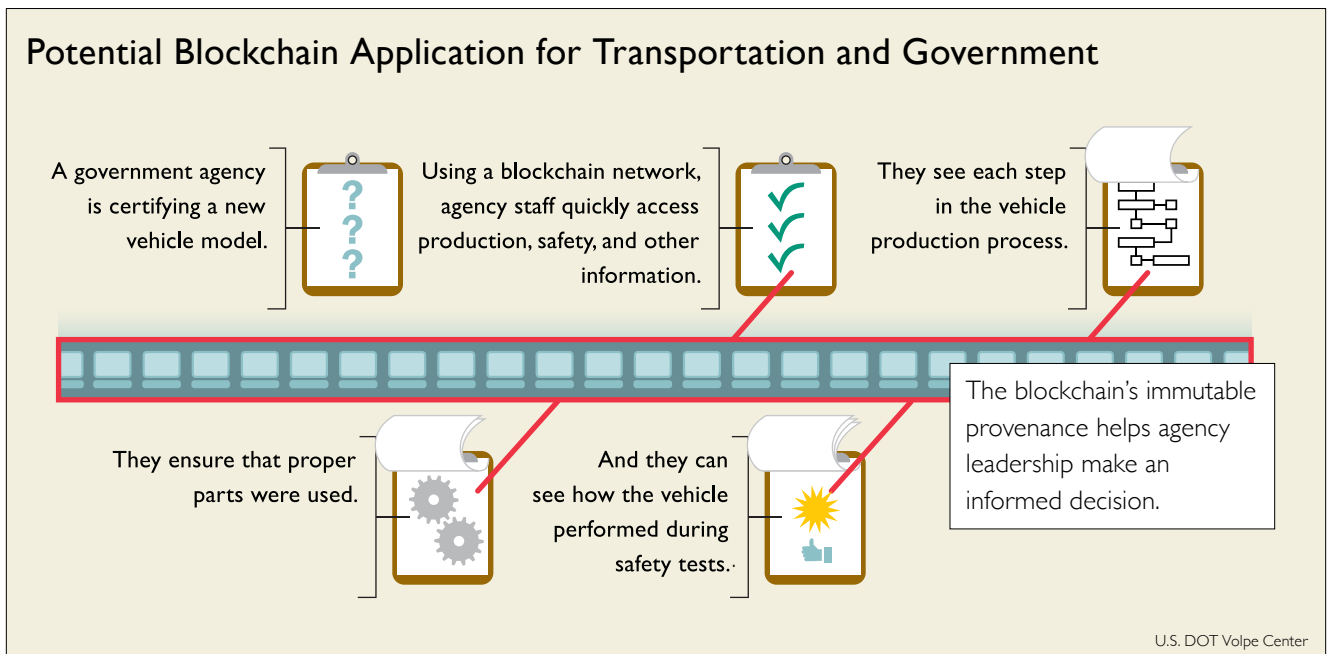 Potential Blockchain Application for Transportation and Government
A government agency
is certifying a new
vehicle model.
???
Using a blockchain network,
agency staff quickly access
production, safety, and other
information.
They see each step
in the vehicle
production process.
They ensure that proper
parts were used.
And they can
see how the vehicle
performed during
safety tests.
The blockchain’s immutable
provenance helps agency
leadership make an
informed decision.
U.S. DOT Volpe Center